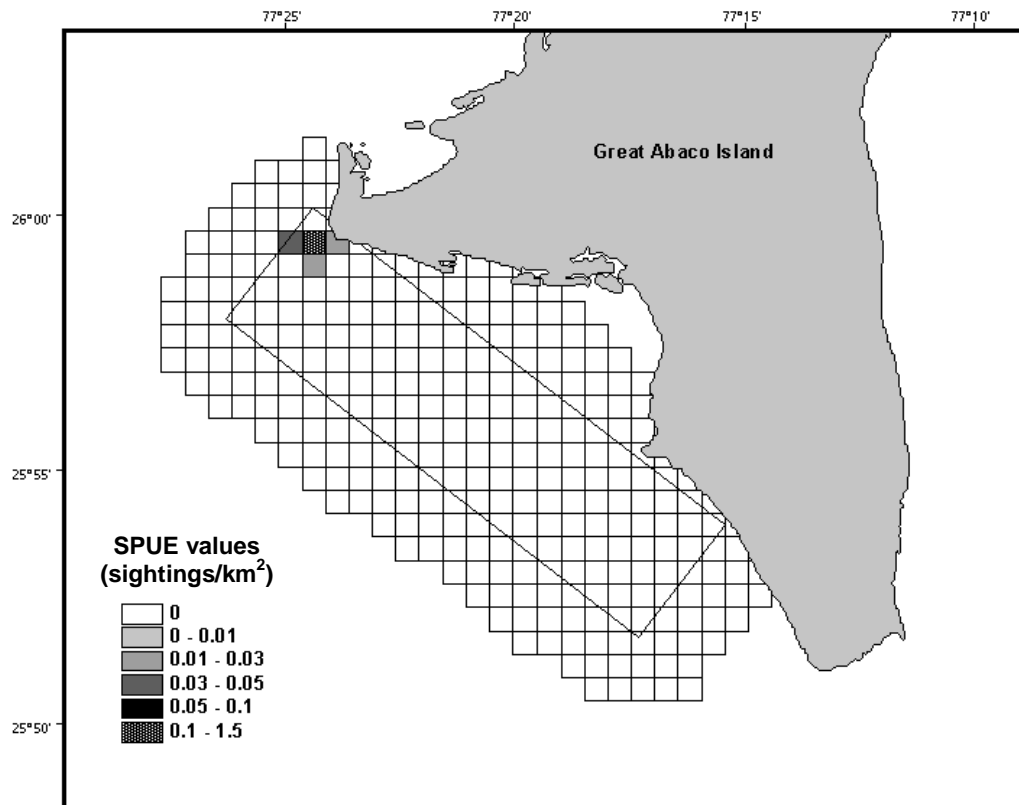 77°25' 77°20' 77°15' 77°10'
Great Abaco Island
26°00'
25°55'
SPUE values
(sightings/km²)
0
0 - 0.01
0.01 - 0.03
0.03 - 0.05
0.05 - 0.1
0.1 - 1.5
25°50'